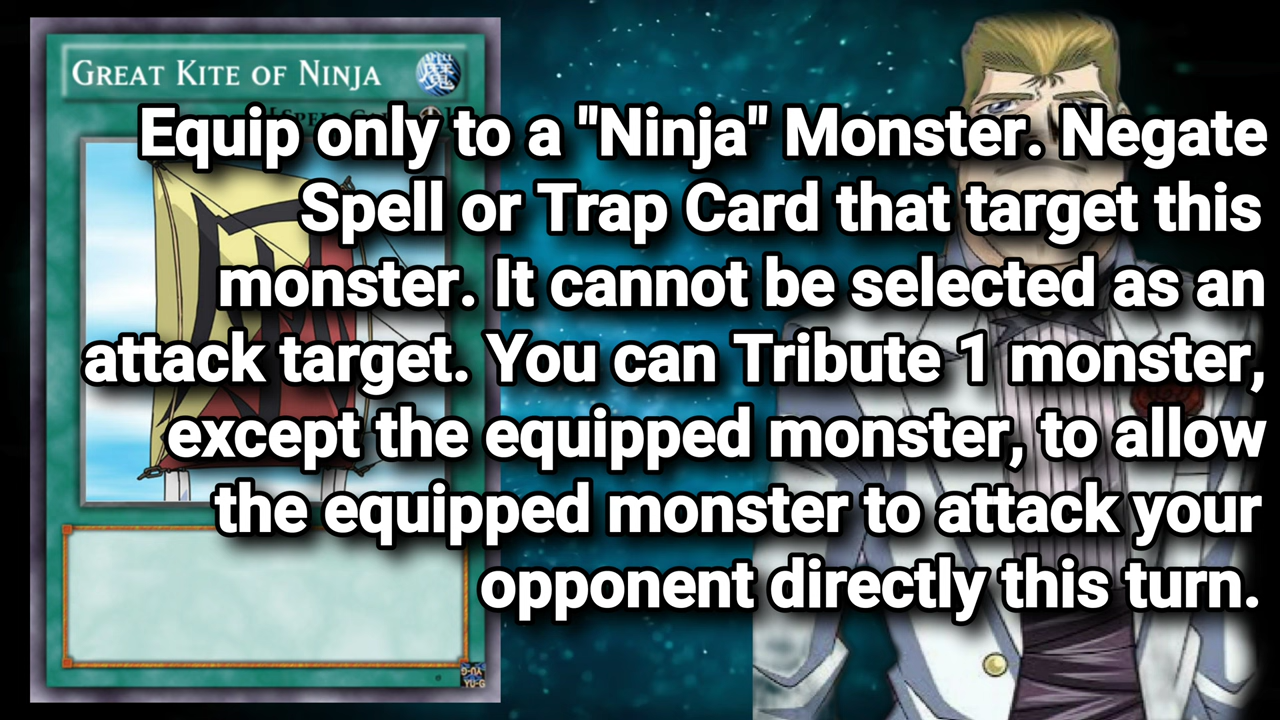 GREAT KITE OF NINJA
魔
Equip only to a "Ninja" Monster. Negate
Spell or Trap Card that target this
monster. It cannot be selected as an
attack target. You can Tribute 1 monster,
except the equipped monster, to allow
the equipped monster to attack your
opponent directly this turn.